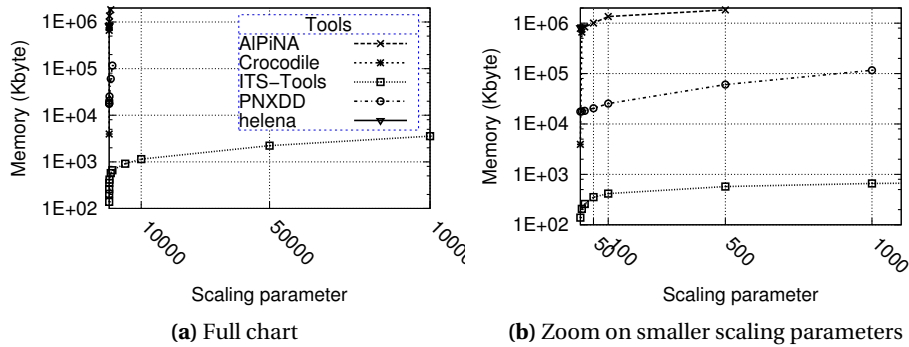 Memory (Kbyte)
1E+06
1E+05
1E+04
1E+03
1E+02
Tools
AlPiNA
Crocodile
ITS-Tools
PNXDD
helena
10000
50000
Scaling parameter
(a) Full chart
Memory (Kbyte)
1E+06
1E+05
1E+04
1E+03
1E+02
50
100
500
1000
Scaling parameter
(b) Zoom on smaller scaling parameters